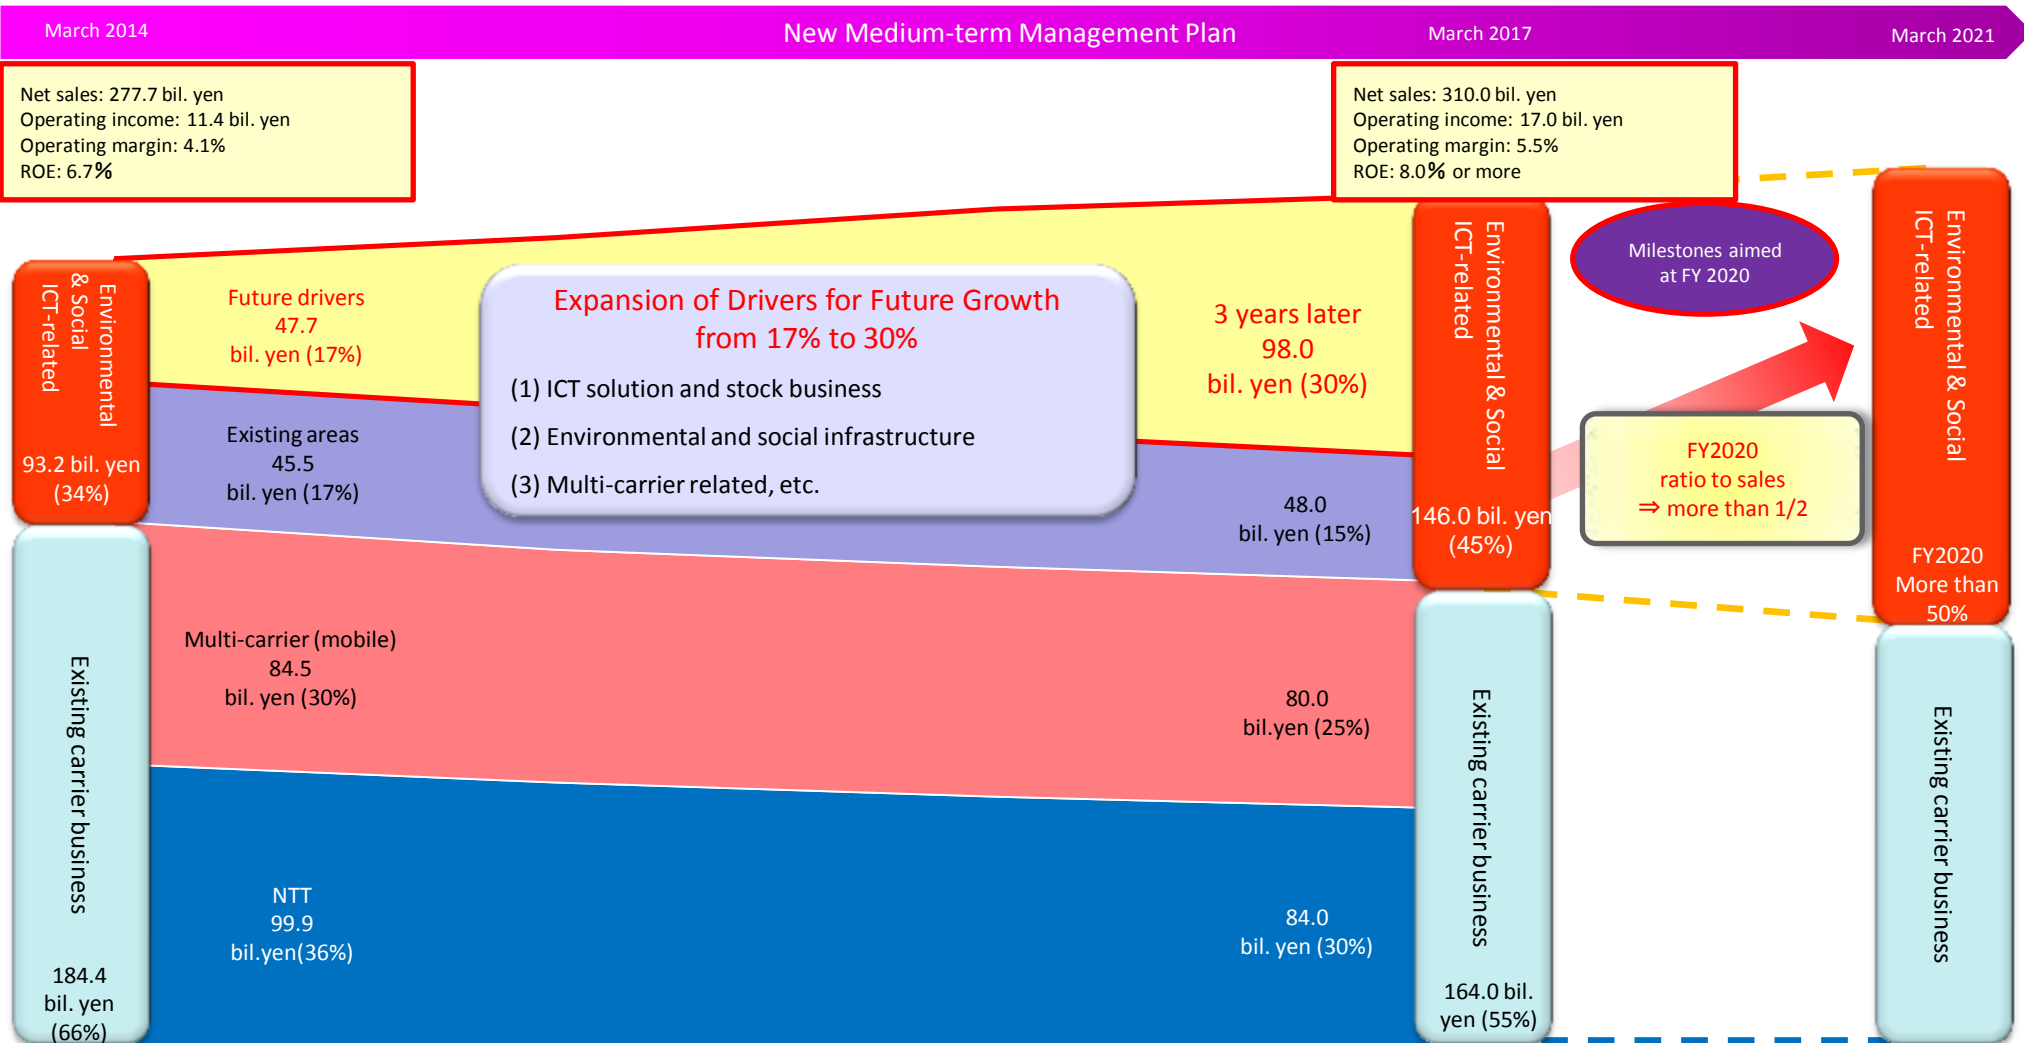 March 2014
New Medium-term Management Plan
March 2017
March 2021
Net sales: 277.7 bil. yen
Operating income: 11.4 bil. yen
Operating margin: 4.1%
ROE: 6.7%
Net sales: 310.0 bil. yen
Operating income: 17.0 bil. yen
Operating margin: 5.5%
ROE: 8.0% or more
Environmental
& Social
ICT-related
93.2 bil. yen
(34%)
Future drivers
47.7
bil. yen (17%)
Existing areas
45.5
bil. yen (17%)
Expansion of Drivers for Future Growth
from 17% to 30%
(1) ICT solution and stock business
(2) Environmental and social infrastructure
(3) Multi-carrier related, etc.
3 years later
98.0
bil. yen (30%)
48.0
bil. yen (15%)
Environmental & Social
ICT-related
146.0 bil. yen
(45%)
Milestones aimed
at FY 2020
FY2020
ratio to sales
⇒ more than 1/2
Environmental & Social
ICT-related
FY2020
More than
50%
Existing carrier business
184.4
bil. yen
(66%)
Multi-carrier (mobile)
84.5
bil. yen (30%)
80.0
bil.yen (25%)
NTT
99.9
bil.yen(36%)
84.0
bil. yen (30%)
Existing carrier business
164.0 bil.
yen (55%)
Existing carrier business